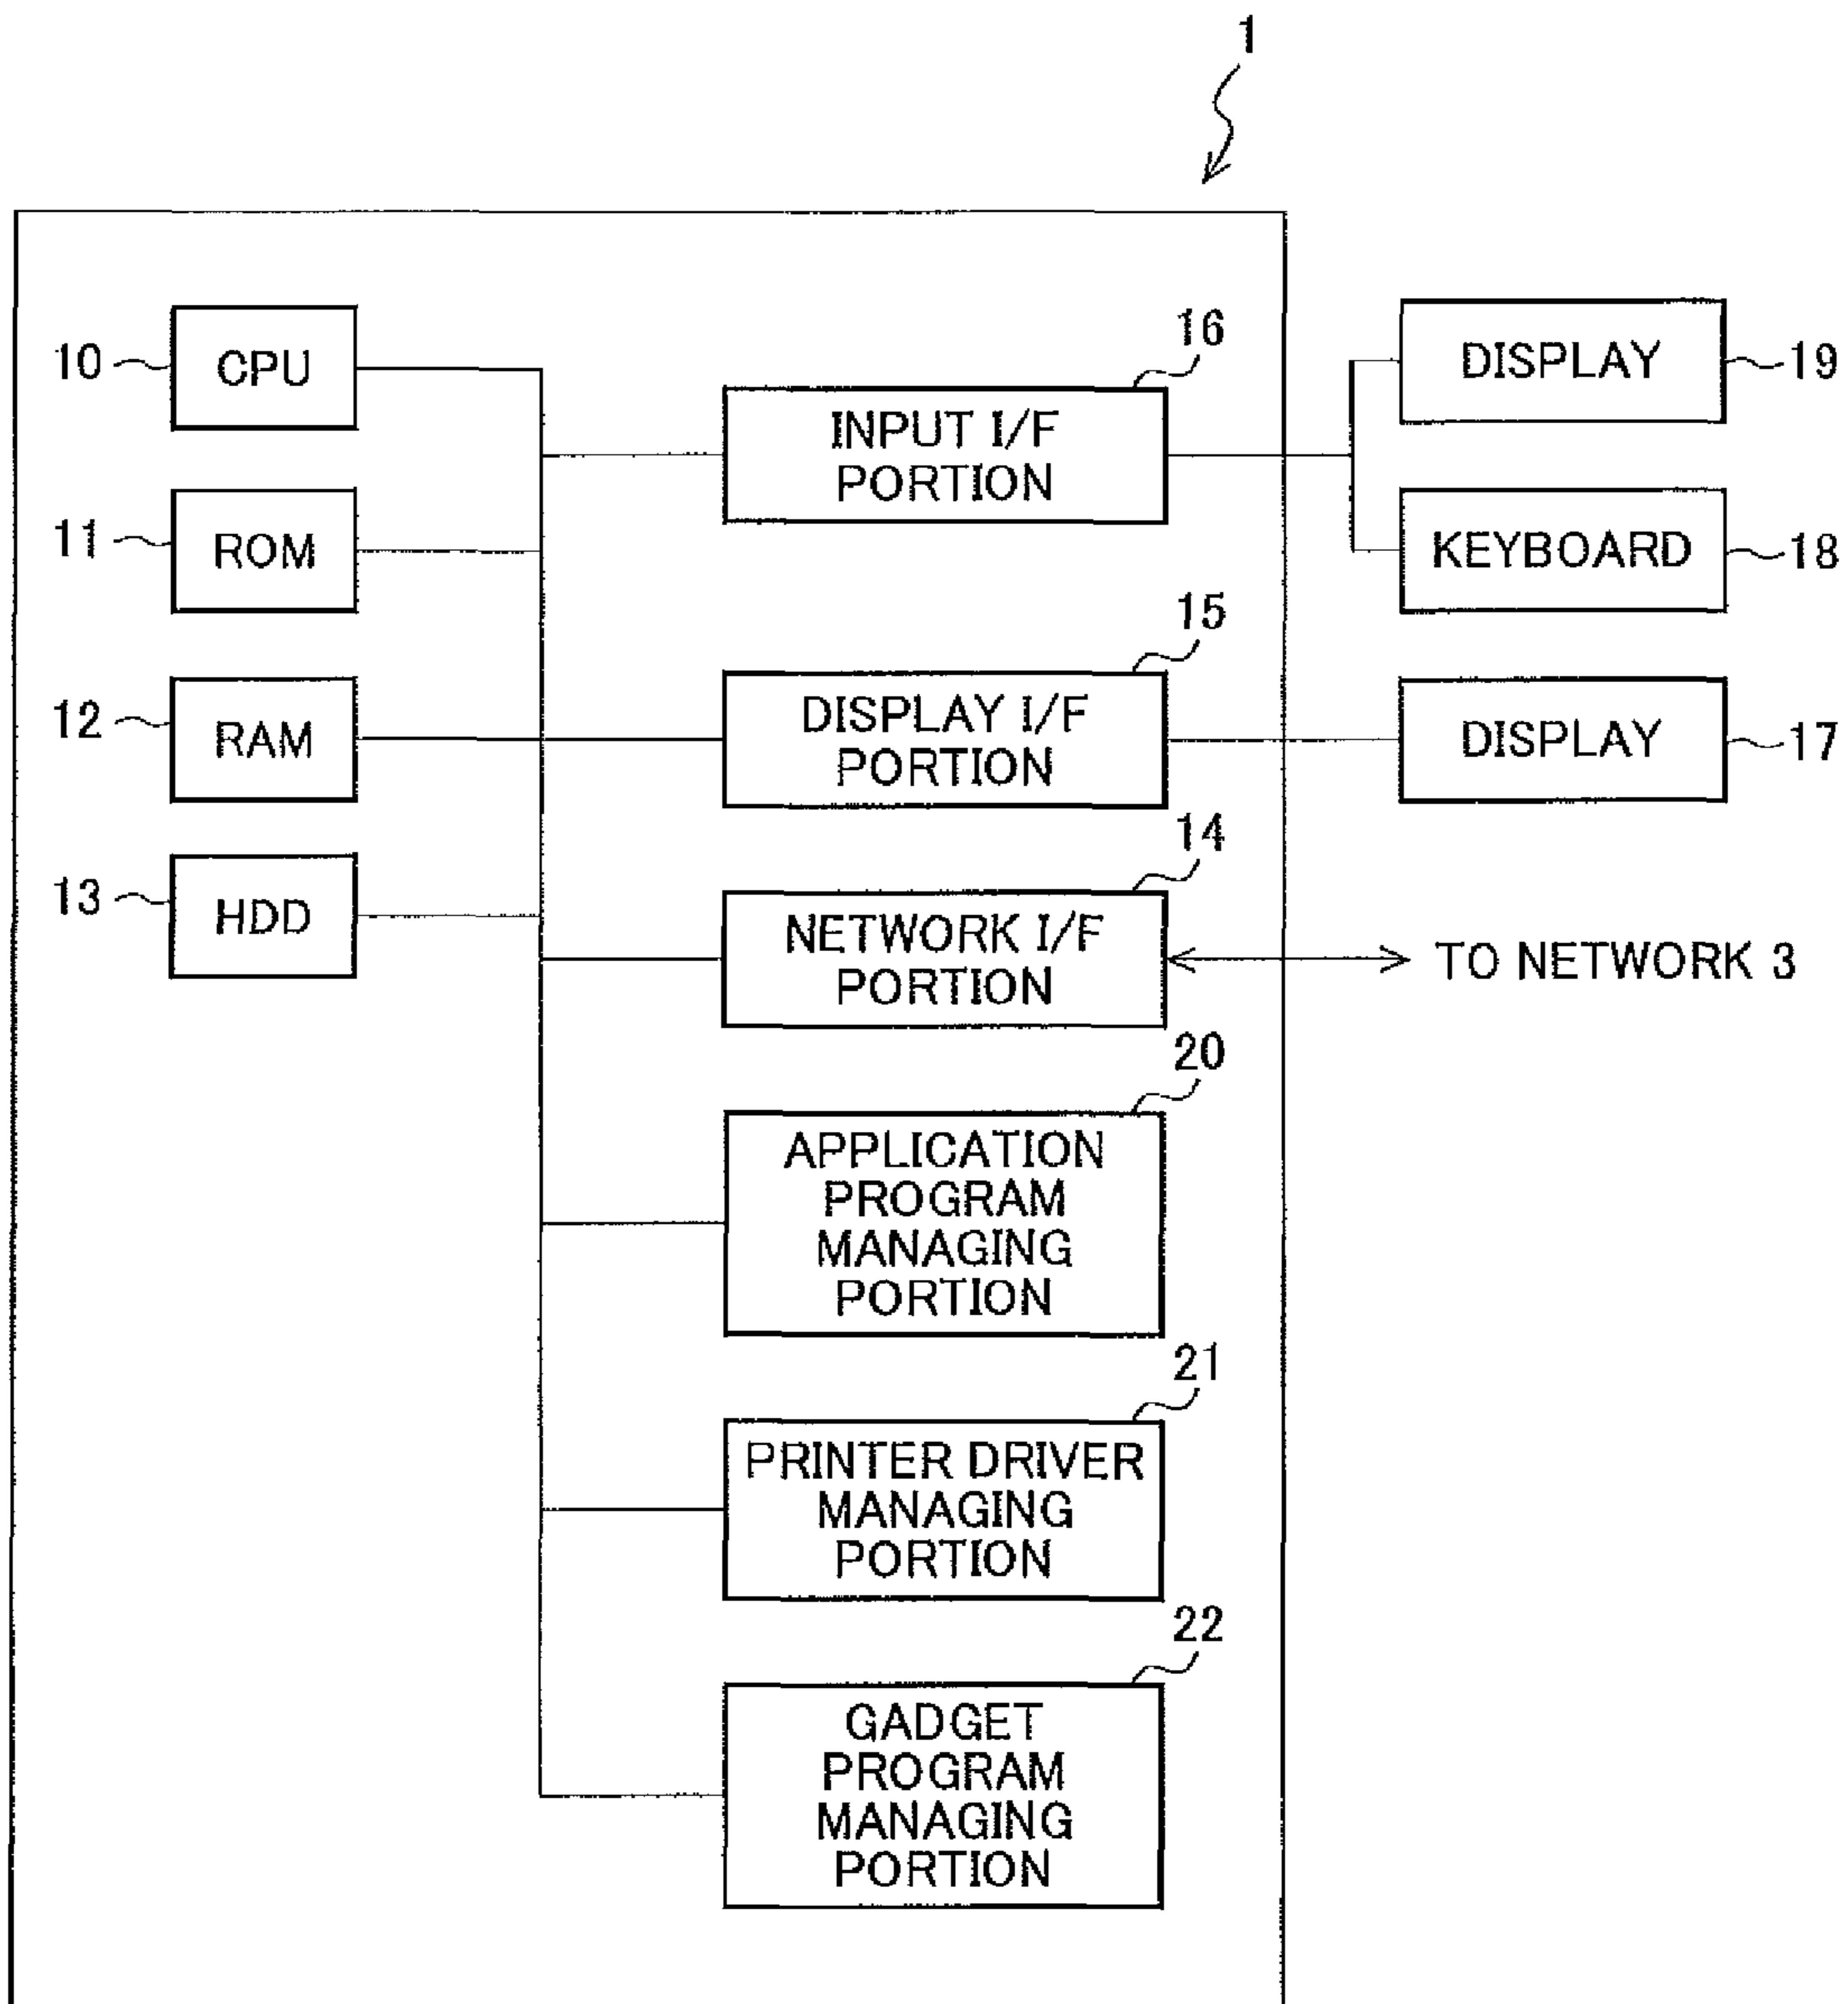 1
10
CPU
16
INPUT I/F
PORTION
DISPLAY
19
11
ROM
KEYBOARD
18
15
12
RAM
DISPLAY I/F
PORTION
DISPLAY
17
14
13
HDD
NETWORK I/F
PORTION
TO NETWORK 3
20
APPLICATION
PROGRAM
MANAGING
PORTION
21
PRINTER DRIVER
MANAGING
PORTION
22
GADGET
PROGRAM
MANAGING
PORTION